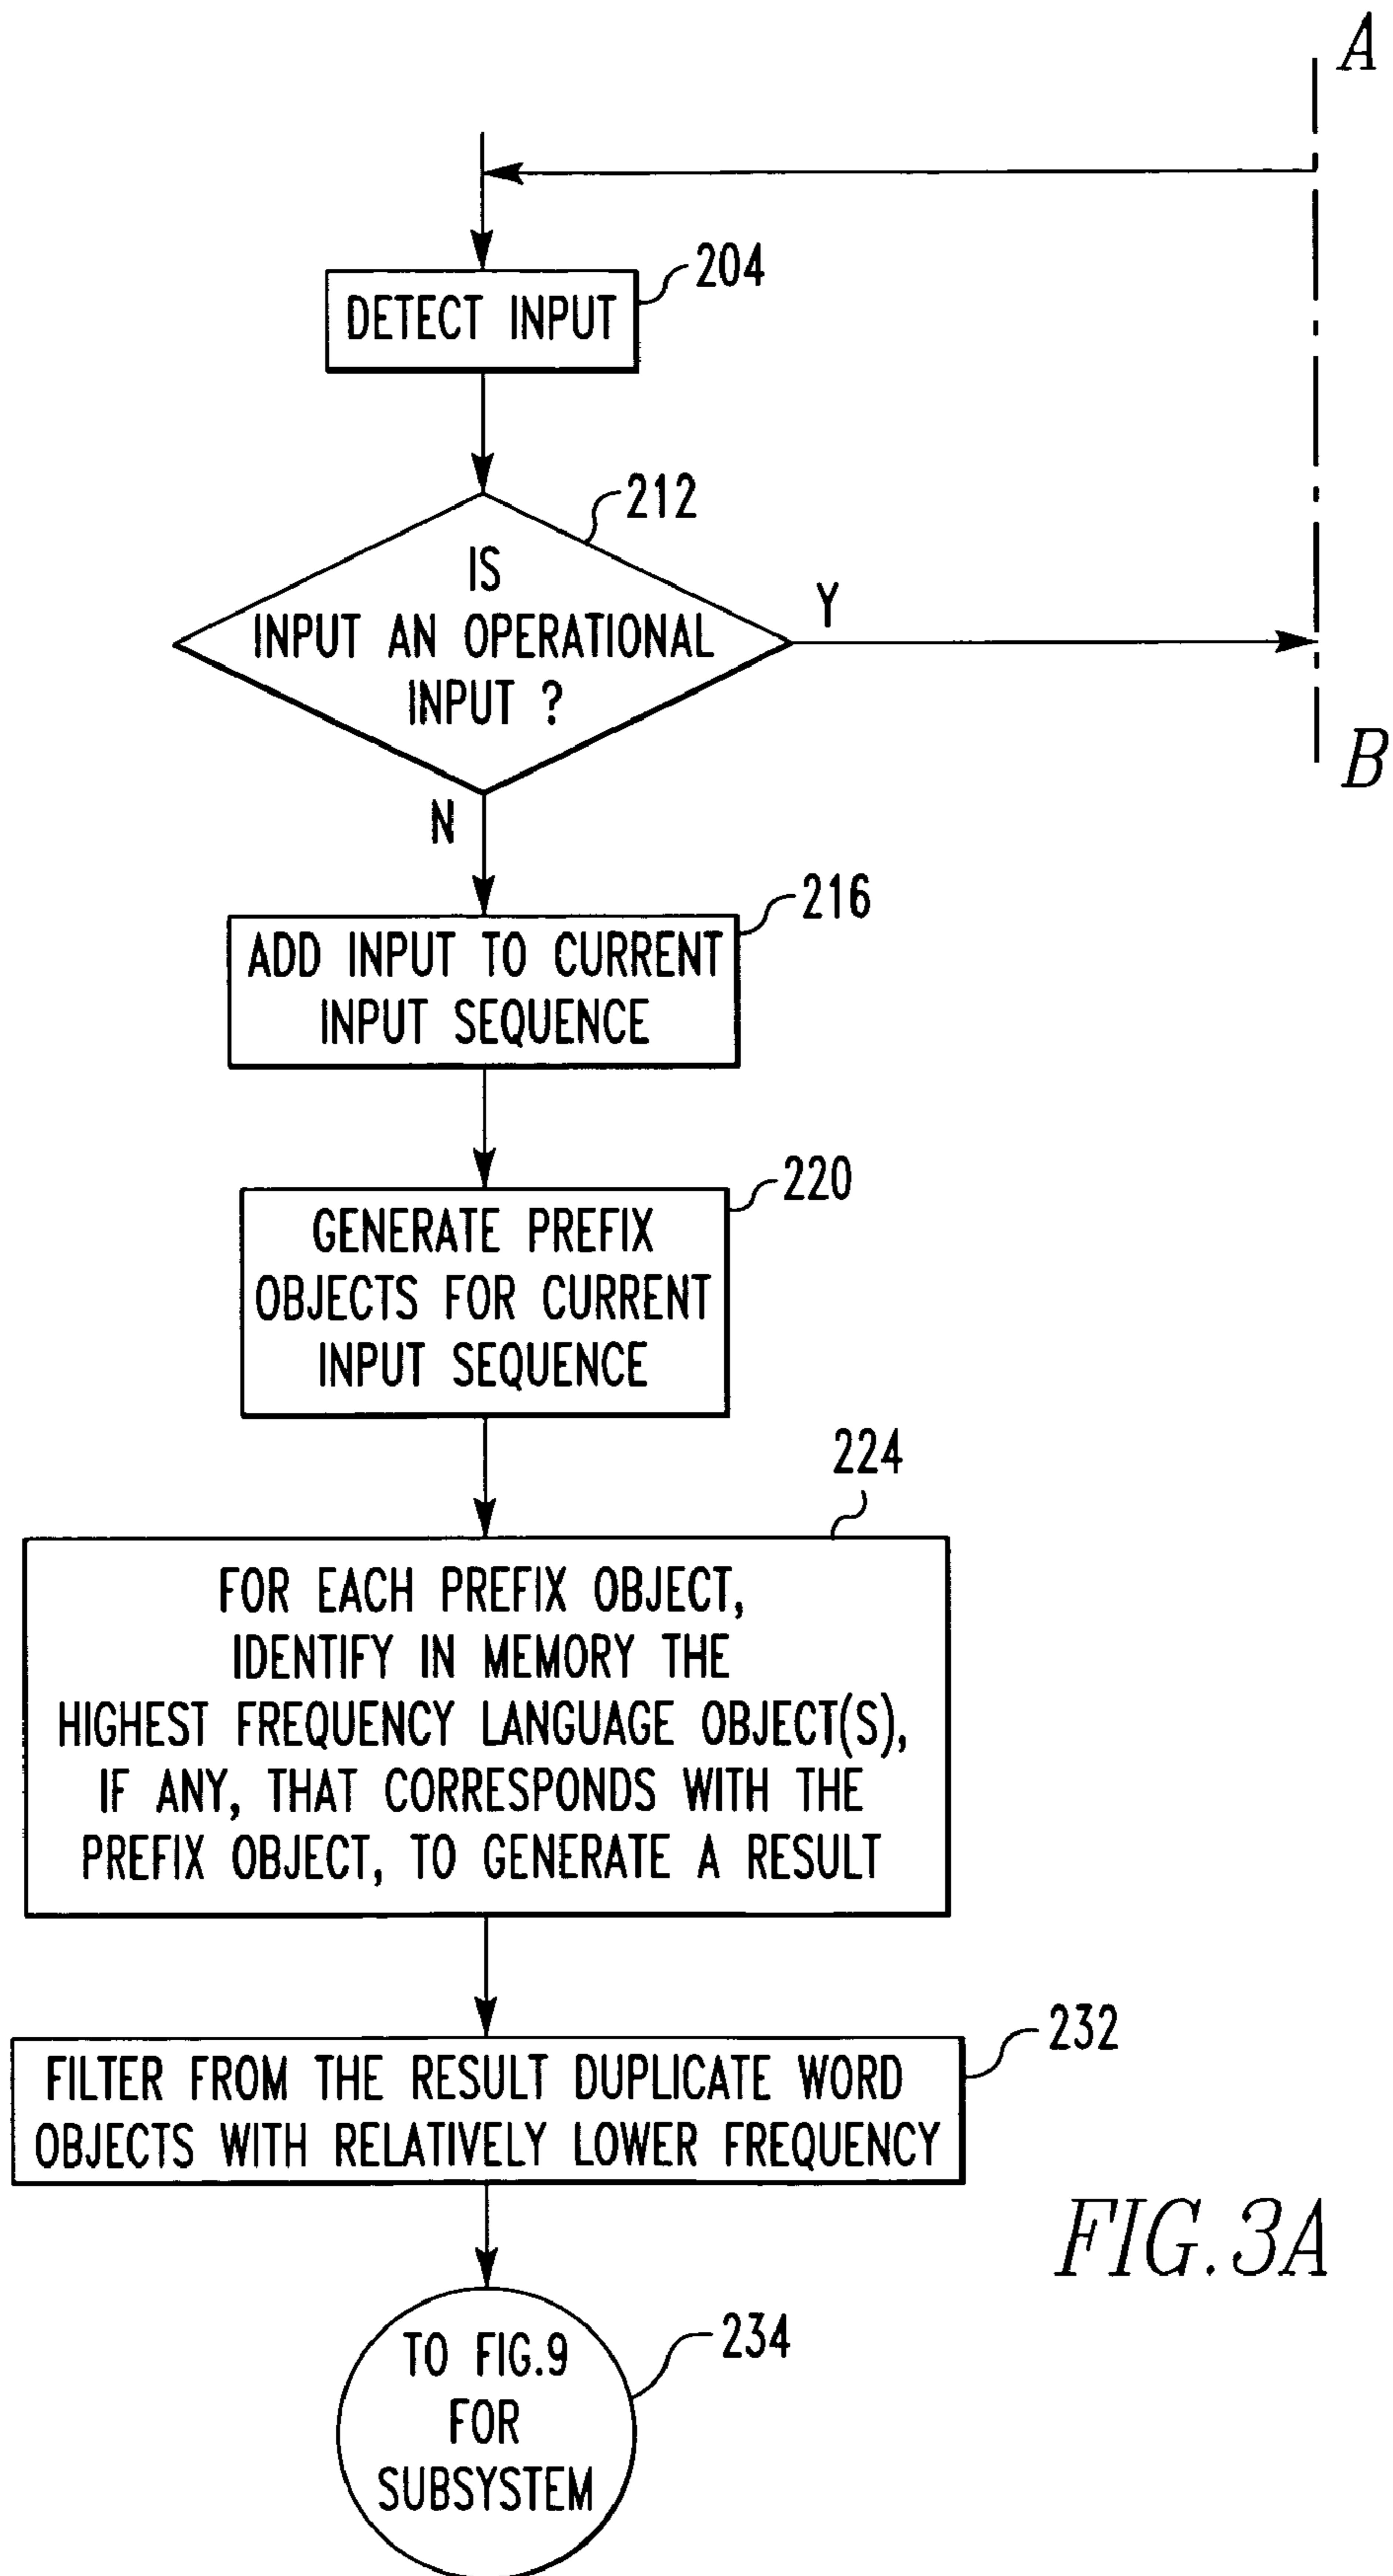 A
204
DETECT INPUT
212
IS
INPUT AN OPERATIONAL
INPUT ?
Y
B
N
216
ADD INPUT TO CURRENT
INPUT SEQUENCE
220
GENERATE PREFIX
OBJECTS FOR CURRENT
INPUT SEQUENCE
224
FOR EACH PREFIX OBJECT,
IDENTIFY IN MEMORY THE
HIGHEST FREQUENCY LANGUAGE OBJECT(S),
IF ANY, THAT CORRESPONDS WITH THE
PREFIX OBJECT, TO GENERATE A RESULT
232
FILTER FROM THE RESULT DUPLICATE WORD
OBJECTS WITH RELATIVELY LOWER FREQUENCY
FIG.3A
234
TO FIG.9
FOR
SUBSYSTEM